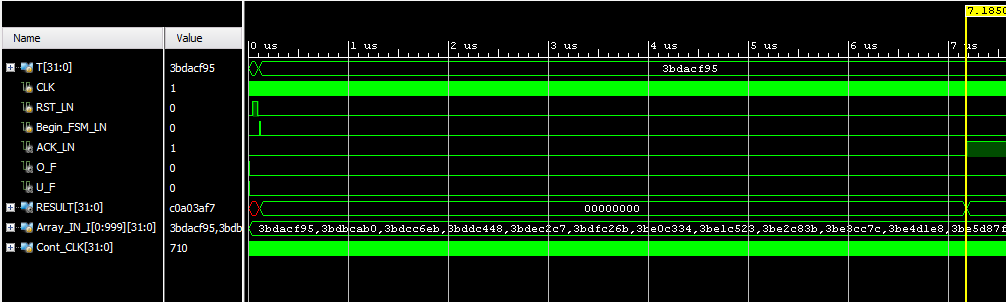 7.1850
Name Value
0 us 1 us 2 us 3 us 4 us 5 us 6 us 7 us
T[31:0] 3bdacf95 3bdacf95
CLK 1
RST_LN 0
Begin_FSM_LN 0
ACK_LN 1
O_F 0
U_F 0
RESULT[31:0] c0a03af7 00000000
Array_IN_I[0:999][31:0] 3bdacf95,3bdb 3bdacf95,3bdbcab0,3bdcc6eb,3bddc448,3bdec2c7,3bdfc26b,3be0c334,3be1c523,3be2c83b,3be3cc7c,3be4d1e8,3be5d87f
Cont_CLK[31:0] 710